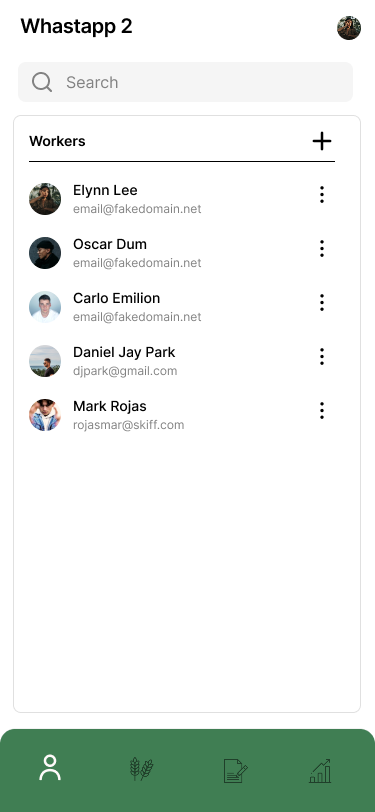 Whastapp 2
Search
Workers
Elynn Lee
email@fakedomain.net
Oscar Dum
email@fakedomain.net
Carlo Emilion
email@fakedomain.net
Daniel Jay Park
djpark@gmail.com
Mark Rojas
rojasmar@skiff.com